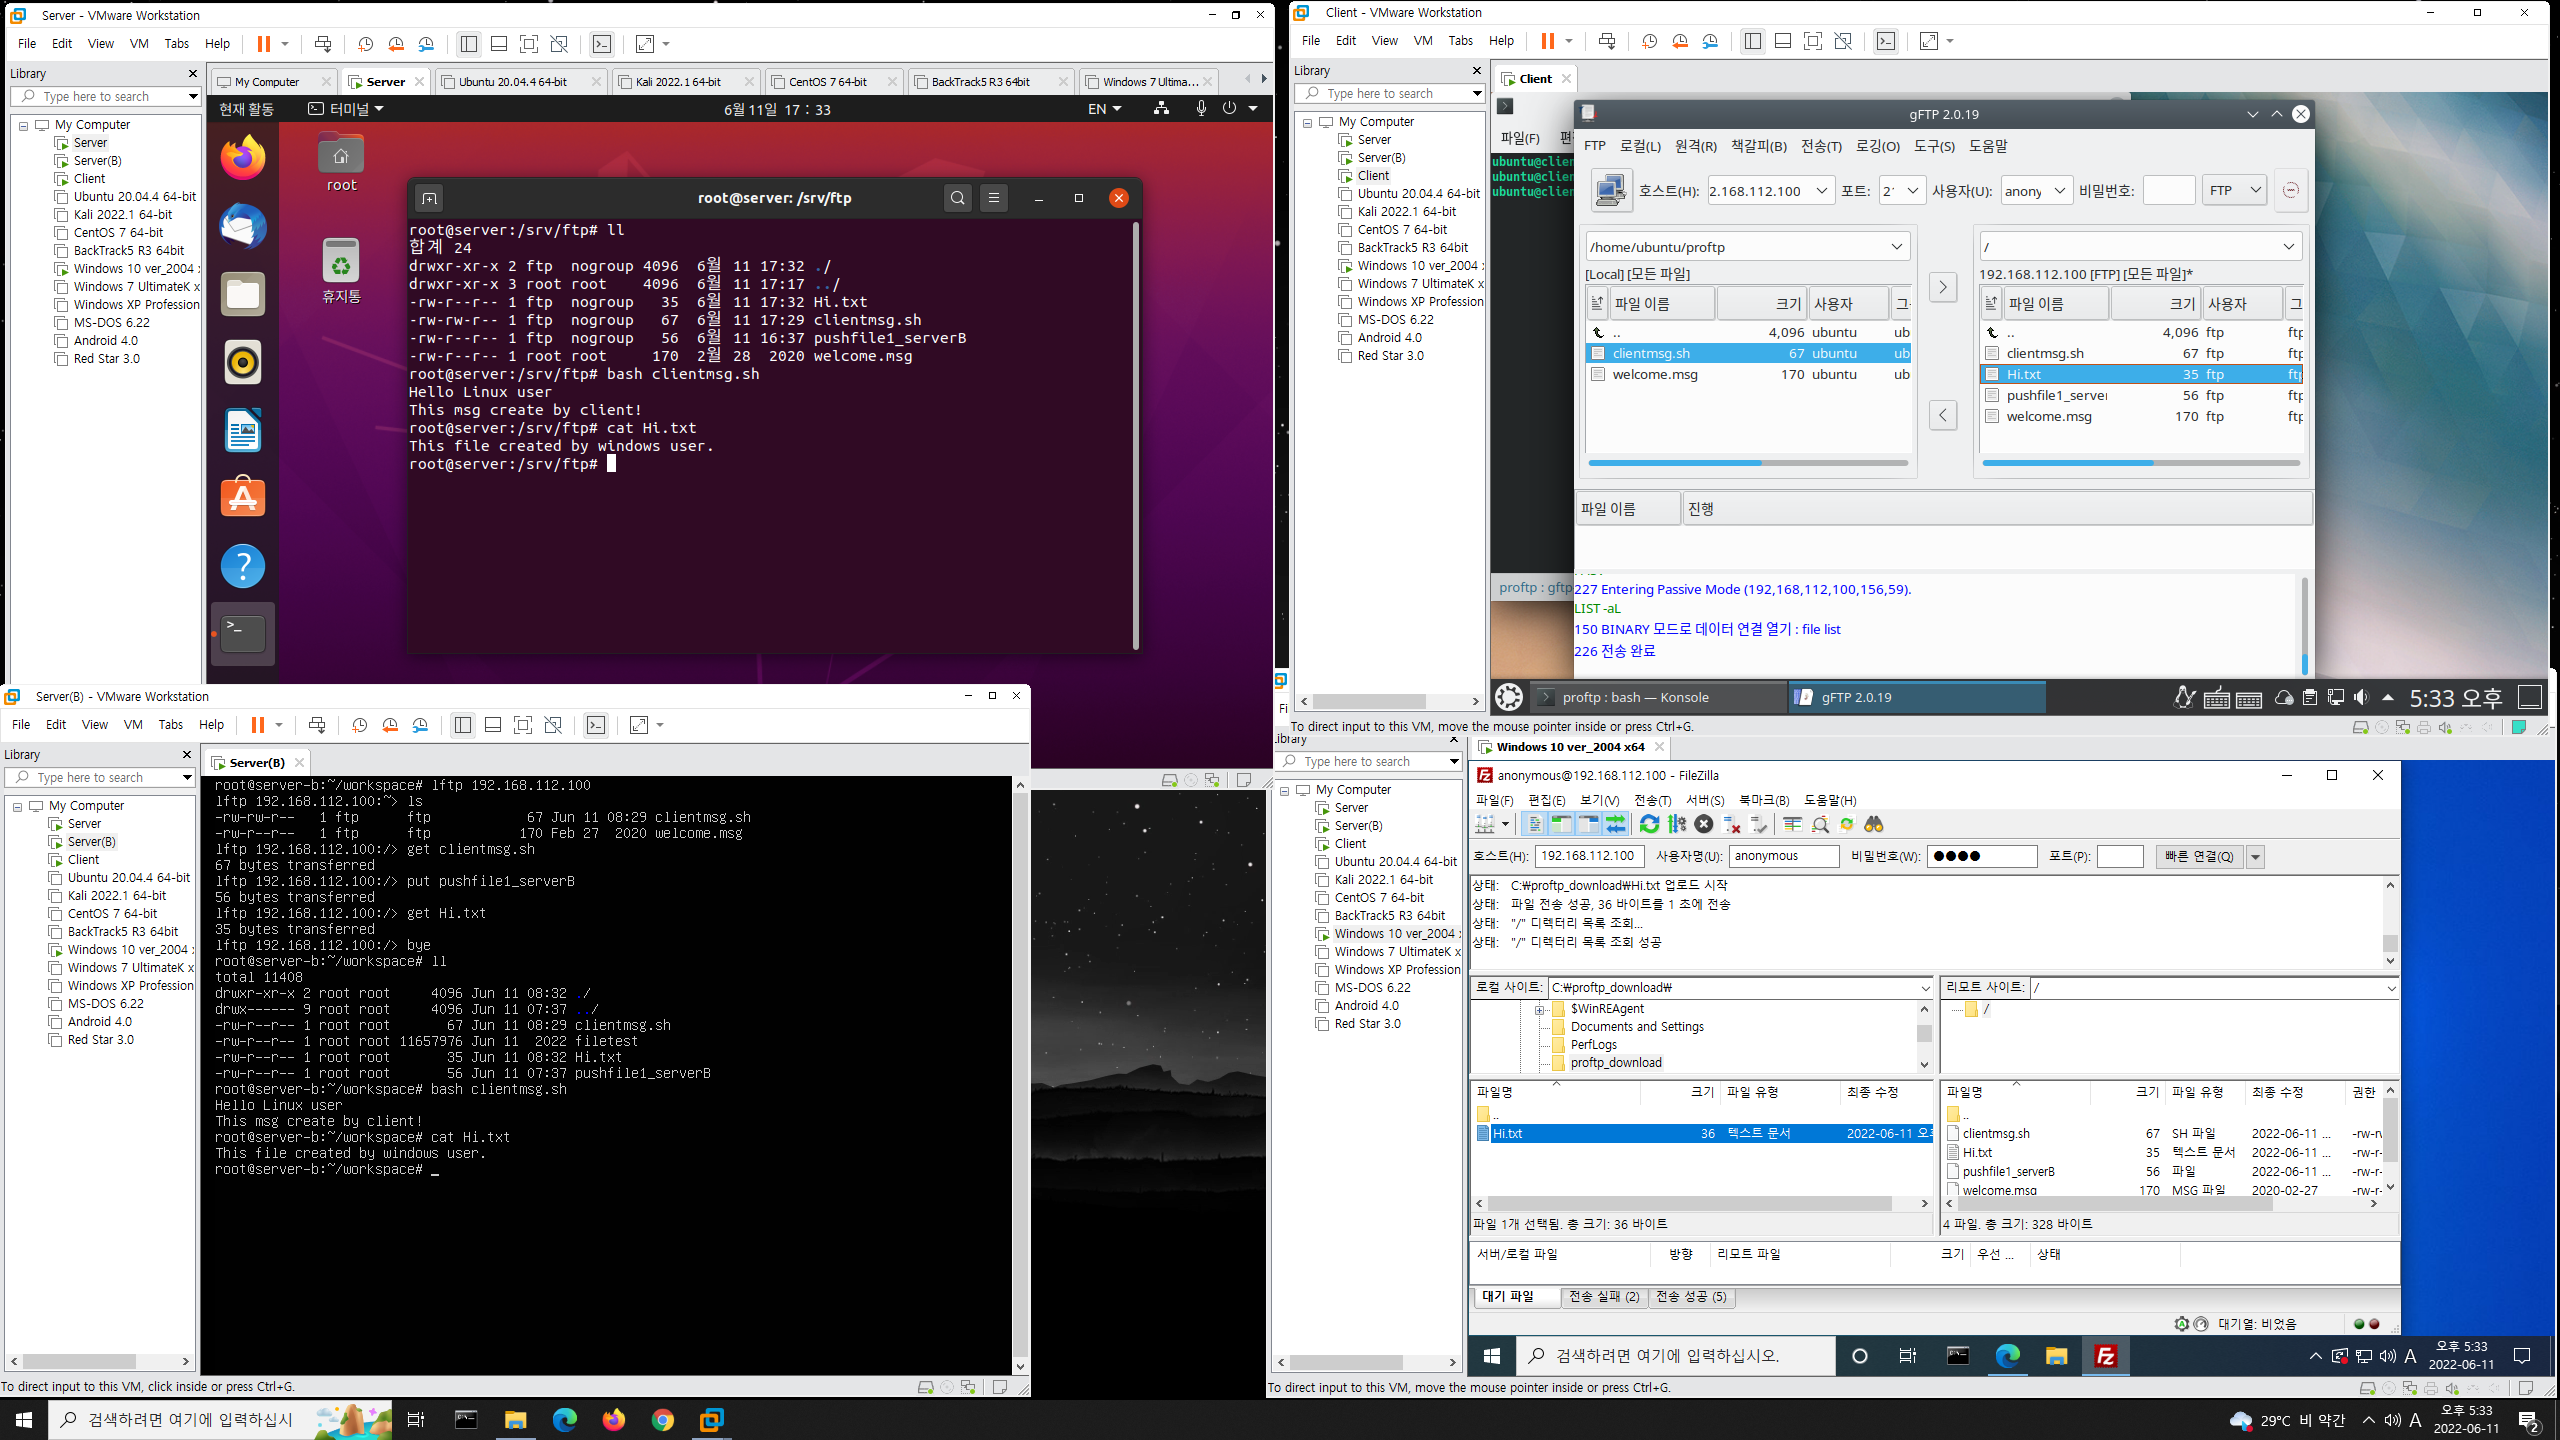 Server - VMware Workstation
File Edit View VM Tabs Help
Library
Type here to search
My Computer
Server
Server(B)
Client
Ubuntu 20.04.4 64-bit
Kali 2022.1 64-bit
CentOS 7 64-bit
BackTrack5 R3 64bit
Windows 10 ver_2004
Windows 7 UltimateK x
Windows XP Profession
MS-DOS 6.22
Android 4.0
Red Star 3.0
My Computer Server Ubuntu 20.04.4 64-bit Kali 2022.1 64-bit CentOS 7 64-bit BackTrack5 R3 64bit Windows 7 Ultima...
현재 활동 터미널 6월 11일 17 : 33 EN
root
휴지통
root@server: /srv/ftp
root@server:/srv/ftp# ll
합계 24
drwxr-xr-x 2 ftp nogroup 4096 6월 11 17:32 ./
drwxr-xr-x 3 root root 4096 6월 11 17:17 ../
-rw-r--r-- 1 ftp nogroup 35 6월 11 17:32 Hi.txt
-rw-rw-r-- 1 ftp nogroup 67 6월 11 17:29 clientmsg.sh
-rw-r--r-- 1 ftp nogroup 56 6월 11 16:37 pushfile1_serverB
-rw-r--r-- 1 root root 170 2월 28 2020 welcome.msg
root@server:/srv/ftp# bash clientmsg.sh
Hello Linux user
This msg create by client!
root@server:/srv/ftp# cat Hi.txt
This file created by windows user.
root@server:/srv/ftp#
Client - VMware Workstation
File Edit View VM Tabs Help
Library
Type here to search
My Computer
Server
Server(B)
Client
Ubuntu 20.04.4 64-bit
Kali 2022.1 64-bit
CentOS 7 64-bit
BackTrack5 R3 64bit
Windows 10 ver_2004
Windows 7 UltimateK x
Windows XP Profession
MS-DOS 6.22
Android 4.0
Red Star 3.0
Client
파일(F) 편
ubuntu@clien
ubuntu@clien
ubuntu@clien
proftp : gftp
gFTP 2.0.19
FTP 로컬(L) 원격(R) 책갈피(B) 전송(T) 로깅(O) 도구(S) 도움말
호스트(H): 2.168.112.100 포트: 21 사용자(U): anony 비밀번호: FTP
/home/ubuntu/proftp
[Local] [모든 파일]
파일 이름 크기 사용자 그
.. 4,096 ubuntu ub
clientmsg.sh 67 ubuntu ub
welcome.msg 170 ubuntu ub
/
192.168.112.100 [FTP] [모든 파일]*
파일 이름 크기 사용자 그
.. 4,096 ftp ftp
clientmsg.sh 67 ftp ftp
Hi.txt 35 ftp ftp
pushfile1_server 56 ftp ftp
welcome.msg 170 ftp ftp
파일 이름 진행
227 Entering Passive Mode (192,168,112,100,156,59).
LIST -aL
150 BINARY 모드로 데이터 연결 열기 : file list
226 전송 완료
proftp : bash — Konsole gFTP 2.0.19 5:33 오후
To direct input to this VM, move the mouse pointer inside or press Ctrl+G.
Server(B) - VMware Workstation
File Edit View VM Tabs Help
Library
Type here to search
My Computer
Server
Server(B)
Client
Ubuntu 20.04.4 64-bit
Kali 2022.1 64-bit
CentOS 7 64-bit
BackTrack5 R3 64bit
Windows 10 ver_2004
Windows 7 UltimateK x
Windows XP Profession
MS-DOS 6.22
Android 4.0
Red Star 3.0
Server(B)
root@server-b:~/workspace# lftp 192.168.112.100
lftp 192.168.112.100:~> ls
-rw-rw-r-- 1 ftp ftp 67 Jun 11 08:29 clientmsg.sh
-rw-r--r-- 1 ftp ftp 170 Feb 27 2020 welcome.msg
lftp 192.168.112.100:/> get clientmsg.sh
67 bytes transferred
lftp 192.168.112.100:/> put pushfile1_serverB
56 bytes transferred
lftp 192.168.112.100:/> get Hi.txt
35 bytes transferred
lftp 192.168.112.100:/> bye
root@server-b:~/workspace# ll
total 11408
drwxr-xr-x 2 root root 4096 Jun 11 08:32 ./
drwx------ 9 root root 4096 Jun 11 07:37 ../
-rw-r--r-- 1 root root 67 Jun 11 08:29 clientmsg.sh
-rw-r--r-- 1 root root 11657976 Jun 11 2022 filetest
-rw-r--r-- 1 root root 35 Jun 11 08:32 Hi.txt
-rw-r--r-- 1 root root 56 Jun 11 07:37 pushfile1_serverB
root@server-b:~/workspace# bash clientmsg.sh
Hello Linux user
This msg create by client!
root@server-b:~/workspace# cat Hi.txt
This file created by windows user.
root@server-b:~/workspace# _
To direct input to this VM, click inside or press Ctrl+G.
Fi
ibrary
Type here to search
My Computer
Server
Server(B)
Client
Ubuntu 20.04.4 64-bit
Kali 2022.1 64-bit
CentOS 7 64-bit
BackTrack5 R3 64bit
Windows 10 ver_2004 x
Windows 7 UltimateK x
Windows XP Profession
MS-DOS 6.22
Android 4.0
Red Star 3.0
Windows 10 ver_2004 x64
anonymous@192.168.112.100 - FileZilla
파일(F) 편집(E) 보기(V) 전송(T) 서버(S) 북마크(B) 도움말(H)
호스트(H): 192.168.112.100 사용자명(U): anonymous 비밀번호(W): ●●●● 포트(P): 빠른 연결(Q)
상태: C:₩proftp_download₩Hi.txt 업로드 시작
상태: 파일 전송 성공, 36 바이트를 1 초에 전송
상태: "/" 디렉터리 목록 조회...
상태: "/" 디렉터리 목록 조회 성공
로컬 사이트: C:₩proftp_download₩
$WinREAgent
Documents and Settings
PerfLogs
proftp_download
리모트 사이트: /
/
파일명 크기 파일 유형 최종 수정
..
Hi.txt 36 텍스트 문서 2022-06-11 오
파일 1개 선택됨. 총 크기: 36 바이트
파일명 크기 파일 유형 최종 수정 권한
..
clientmsg.sh 67 SH 파일 2022-06-11 ... -rw-rw
Hi.txt 35 텍스트 문서 2022-06-11 ... -rw-r-
pushfile1_serverB 56 파일 2022-06-11 ... -rw-r-
welcome.msg 170 MSG 파일 2020-02-27 -rw-r-
4 파일. 총 크기: 328 바이트
서버/로컬 파일 방향 리모트 파일 크기 우선 ... 상태
대기 파일 전송 실패 (2) 전송 성공 (5)
대기열: 비었음
검색하려면 여기에 입력하십시오. A 오후 5:33
2022-06-11
To direct input to this VM, move the mouse pointer inside or press Ctrl+G.
검색하려면 여기에 입력하십시 29°C 비 약간 A 오후 5:33
2022-06-11 2